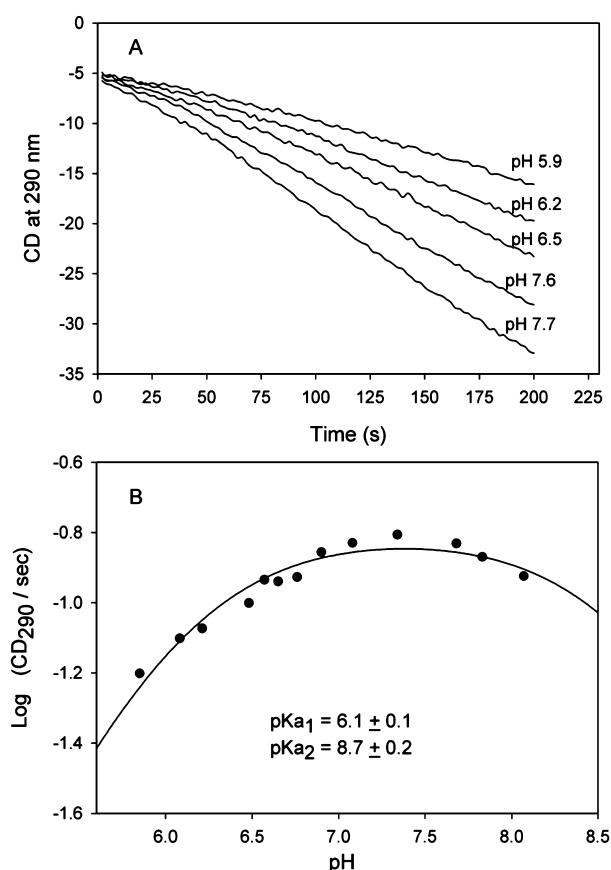 A
0
-5
-10
-15
-20
-25
-30
-35
CD at 290 nm
pH 5.9
pH 6.2
pH 6.5
pH 7.6
pH 7.7
0 25 50 75 100 125 150 175 200 225
Time (s)
B
-0.6
-0.8
-1.0
-1.2
-1.4
-1.6
Log (CD290 / sec)
pKa1 = 6.1 ± 0.1
pKa2 = 8.7 ± 0.2
6.0 6.5 7.0 7.5 8.0 8.5
pH